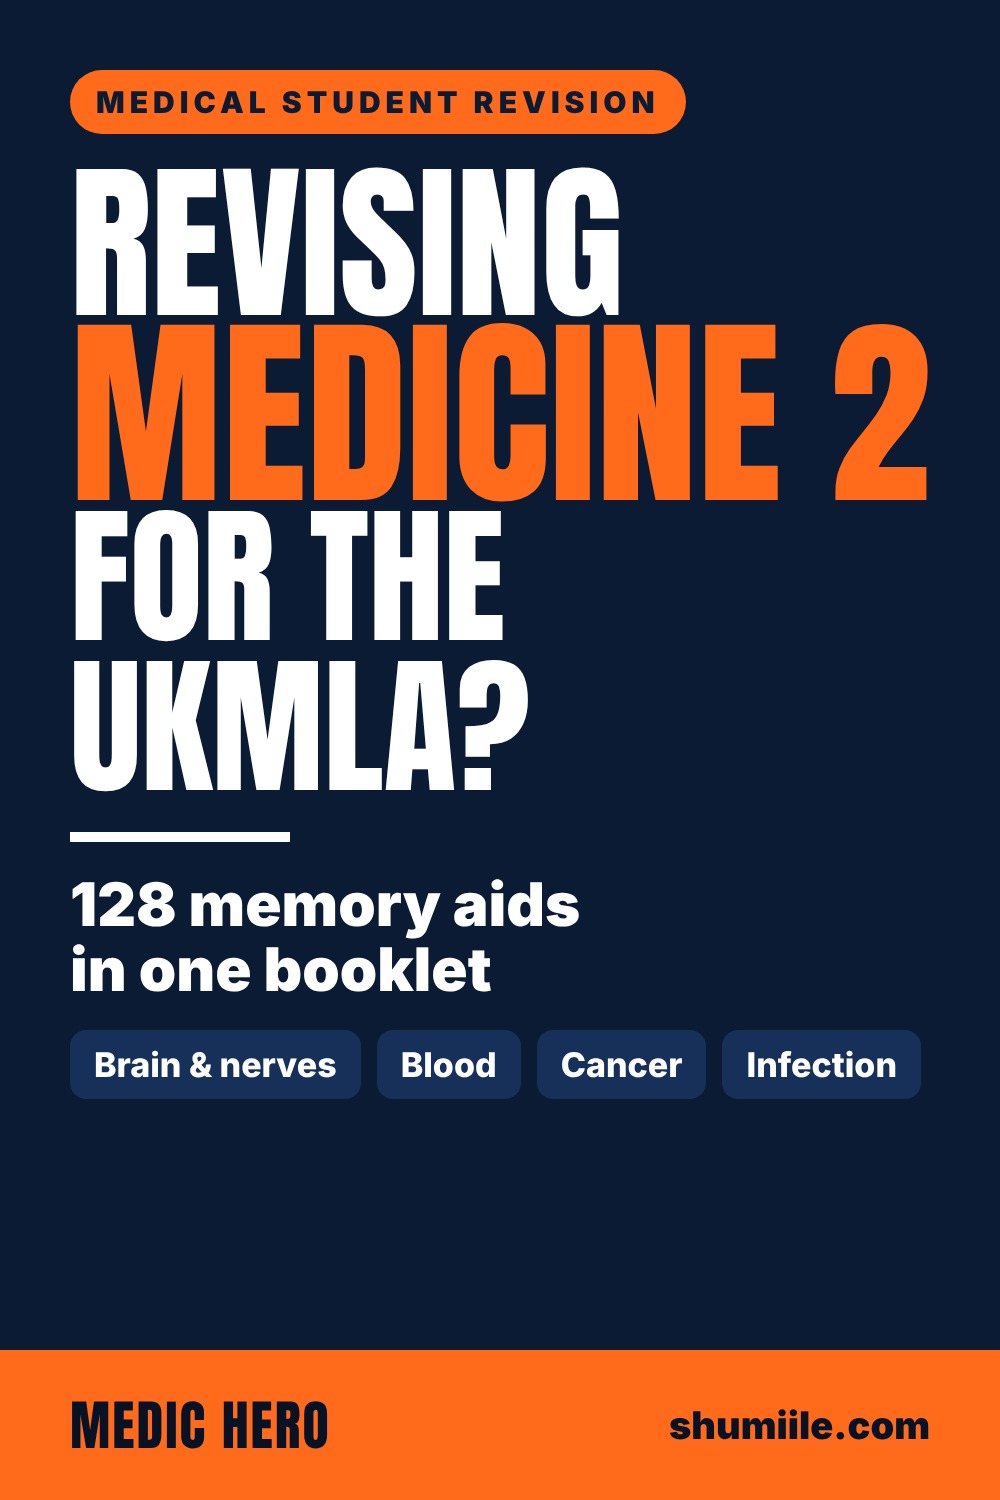 MEDICAL STUDENT REVISION
REVISING
MEDICINE 2
FOR THE
UKMLA?
128 memory aids
in one booklet
Brain & nerves Blood Cancer Infection
MEDIC HERO shumiile.com